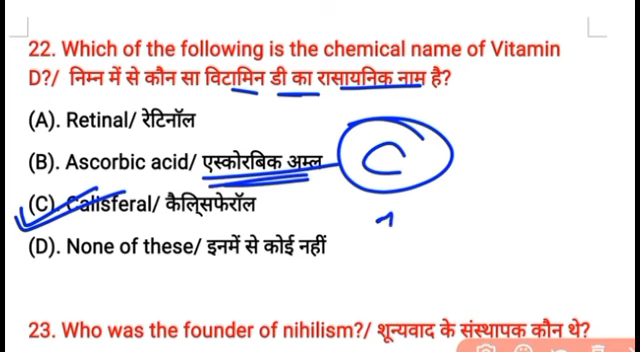 22. Which of the following is the chemical name of Vitamin
D?/ निम्न में से कौन सा विटामिन डी का रासायनिक नाम है?
(A). Retinal/ रेटिनॉल
(B). Ascorbic acid/ एस्कोरबिक अम्ल C
(C). Calisferal/ कैल्सिफेरॉल
(D). None of these/ इनमें से कोई नहीं
23. Who was the founder of nihilism?/ शून्यवाद के संस्थापक कौन थे?